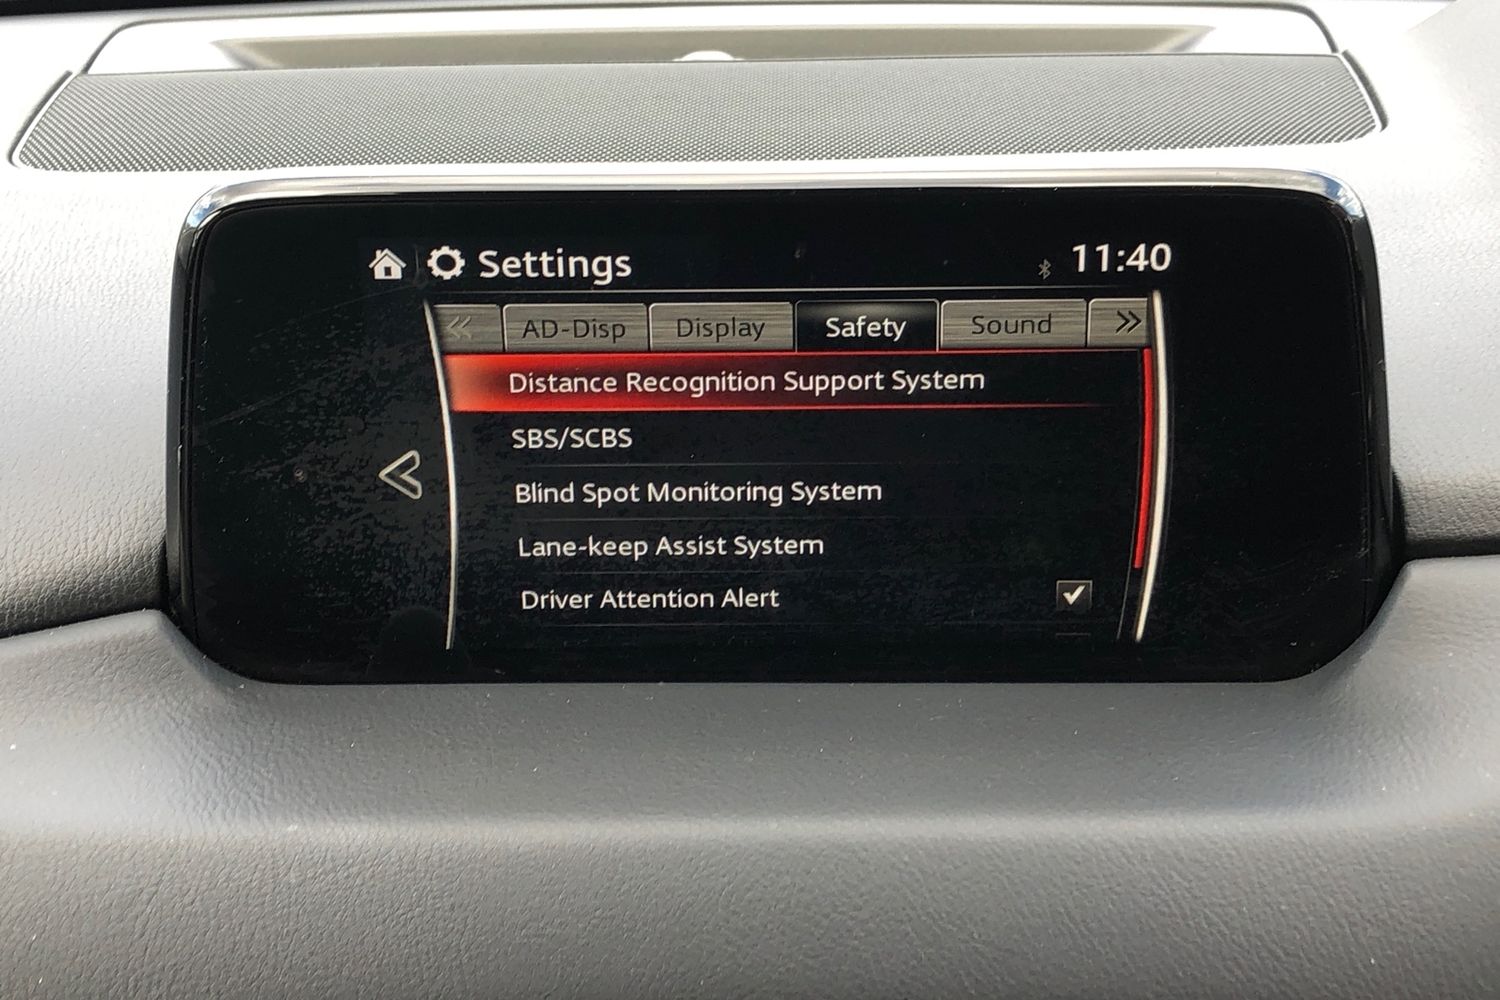 Settings 11:40
AD-Disp Display Safety Sound
Distance Recognition Support System
SBS/SCBS
Blind Spot Monitoring System
Lane-keep Assist System
Driver Attention Alert